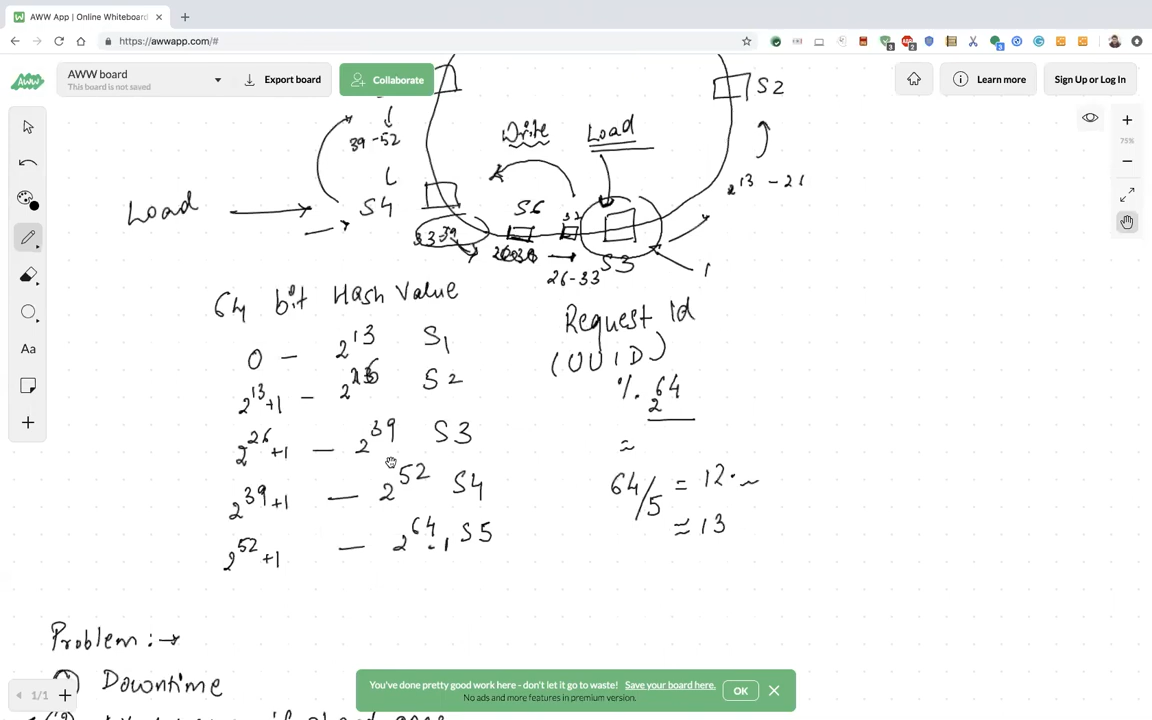 AWW App | Online Whiteboard
https://awwapp.com/#
AWW board
This board is not saved
Export board
Collaborate
Learn more
Sign Up or Log In
75%
Aa
S2
39-52
Write
Load
2^13 - 26
Load
S4
S6
33-39
S3
26-33
64 bit Hash Value
0 - 2^13 S1
2^13+1 - 2^26 S2
2^26+1 - 2^39 S3
2^39+1 - 2^52 S4
2^52+1 - 2^64-1 S5
Request Id
(UUID)
% 2^64
≈
64/5 = 12.~
≈ 13
Problem :→
Downtime
1/1
You've done pretty good work here - don't let it go to waste! Save your board here.
No ads and more features in premium version.
OK